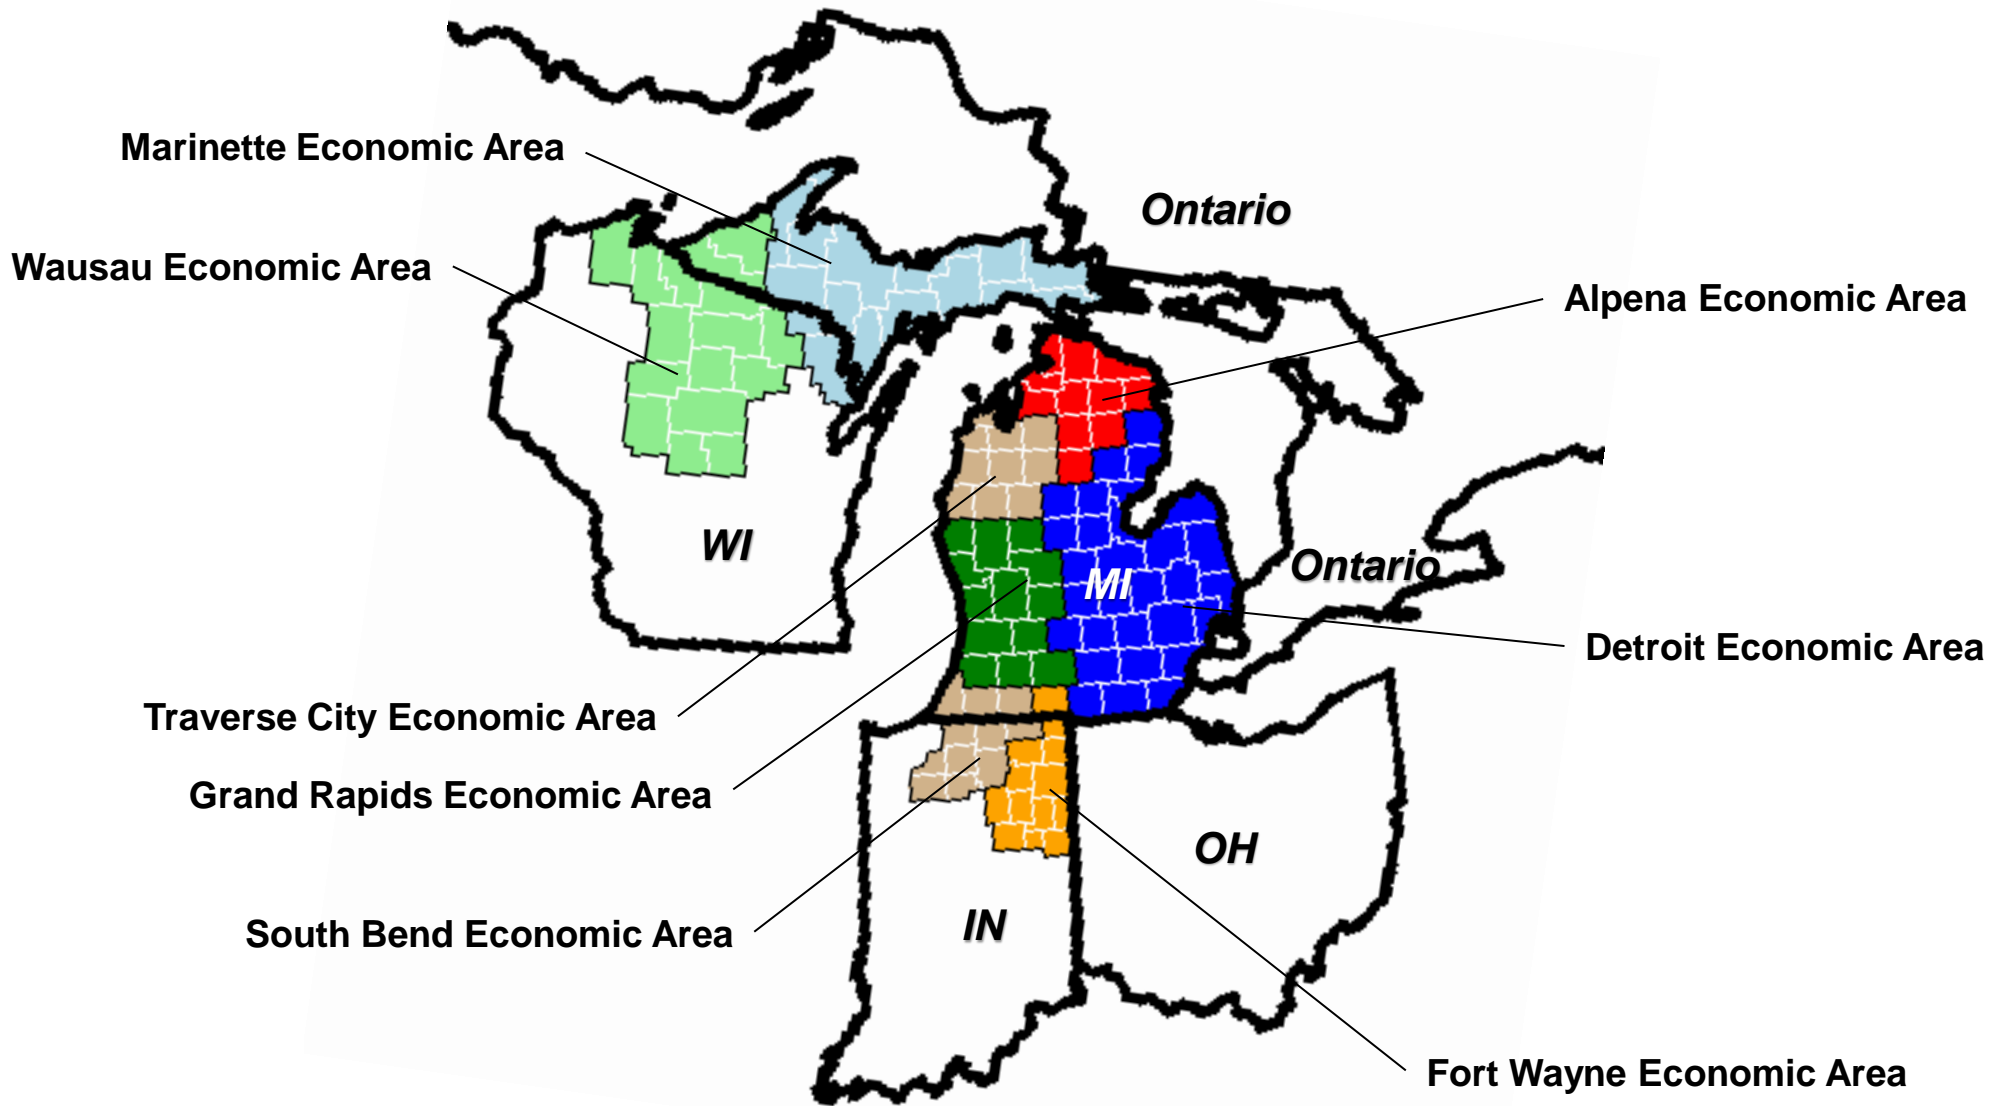 Marinette Economic Area
Ontario
Wausau Economic Area
Alpena Economic Area
WI
Ontario
MI
Detroit Economic Area
Traverse City Economic Area
Grand Rapids Economic Area
OH
IN
South Bend Economic Area
Fort Wayne Economic Area